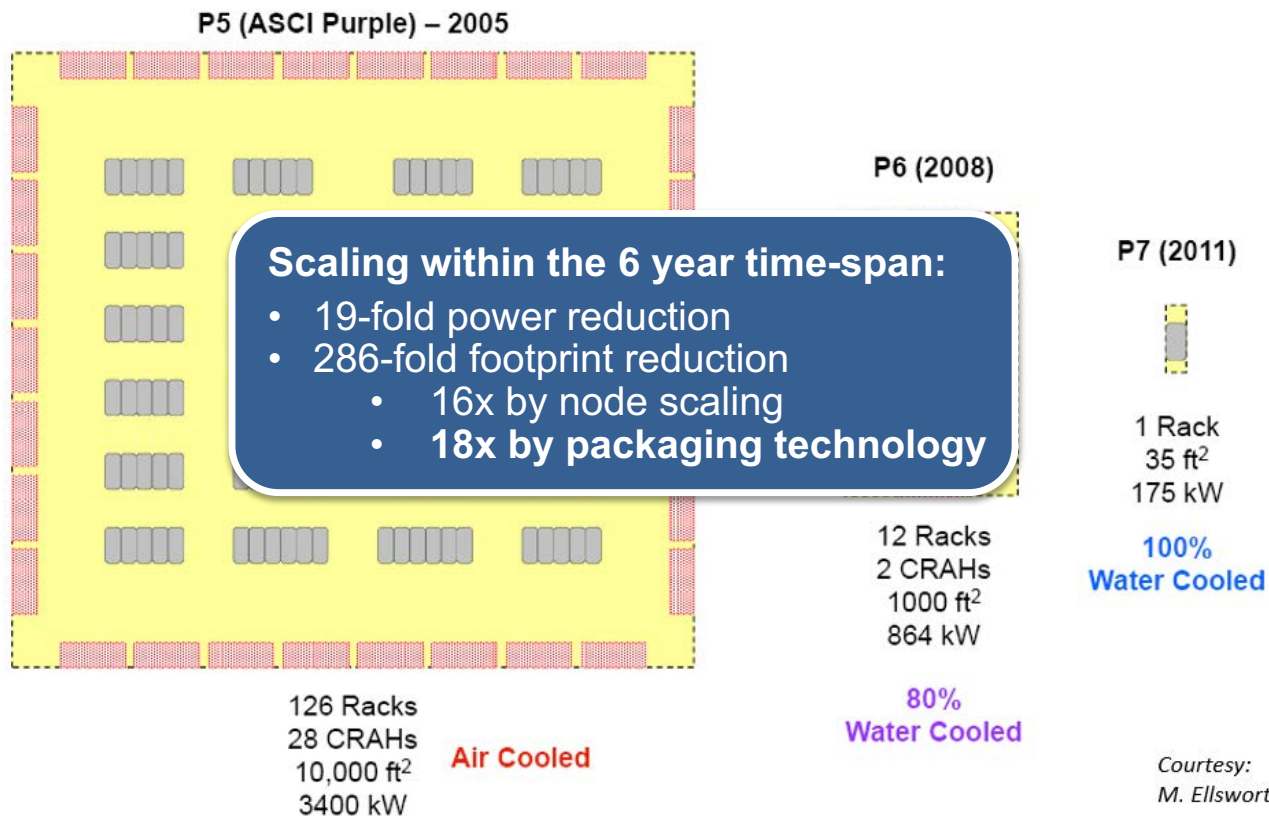 P5 (ASCI Purple) – 2005
P6 (2008)
P7 (2011)
Scaling within the 6 year time-span:
• 19-fold power reduction
• 286-fold footprint reduction
• 16x by node scaling
• 18x by packaging technology
126 Racks
28 CRAHs
10,000 ft²
3400 kW
Air Cooled
12 Racks
2 CRAHs
1000 ft²
864 kW
80%
Water Cooled
1 Rack
35 ft²
175 kW
100%
Water Cooled
Courtesy:
M. Ellswort